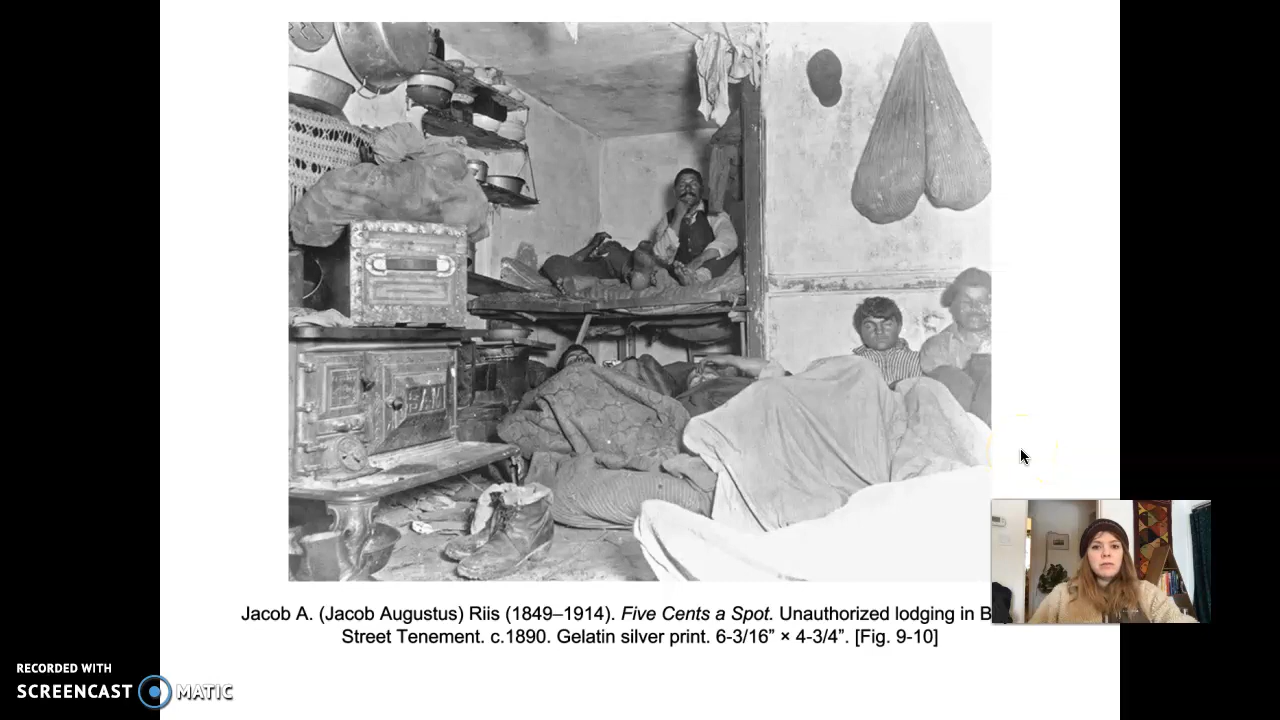 Jacob A. (Jacob Augustus) Riis (1849–1914). Five Cents a Spot. Unauthorized lodging in B
Street Tenement. c.1890. Gelatin silver print. 6-3/16” × 4-3/4”. [Fig. 9-10]
RECORDED WITH
SCREENCAST MATIC